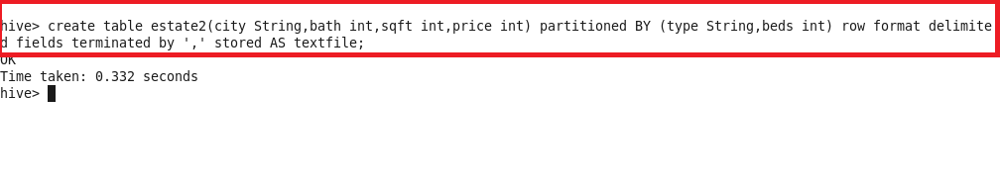 hive> create table estate2(city String,bath int,sqft int,price int) partitioned BY (type String,beds int) row format delimite
d fields terminated by ',' stored AS textfile;
OK
Time taken: 0.332 seconds
hive>